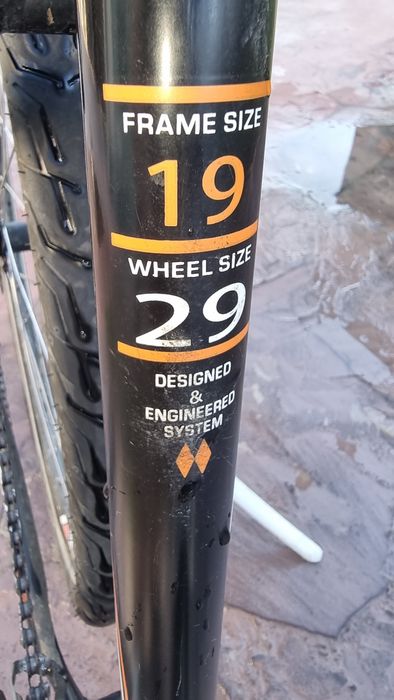 FRAME SIZE
19
WHEEL SIZE
29
DESIGNED
&
ENGINEERED
SYSTEM